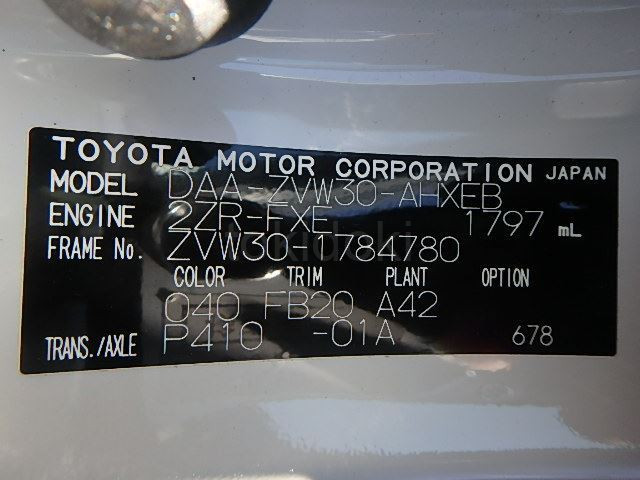 TOYOTA MOTOR CORPORATION JAPAN
MODEL DAA-ZVW30-AHXEB
ENGINE 2ZR-FXE 1797 mL
FRAME No. ZVW30-1784780
COLOR TRIM PLANT OPTION
040 FB20 A42
TRANS./AXLE P410 -01A 678